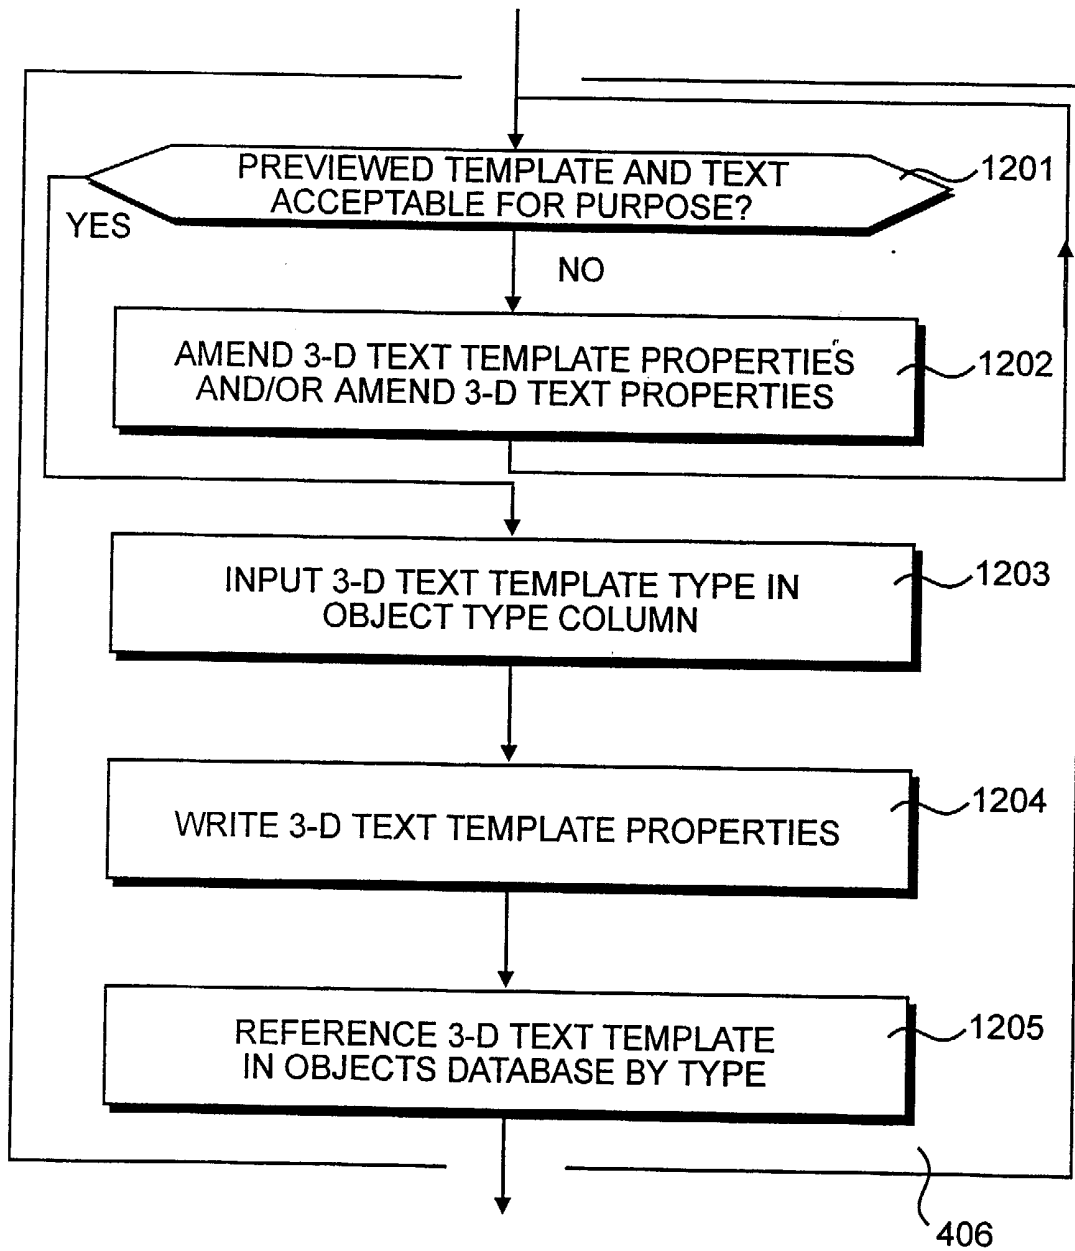 PREVIEWED TEMPLATE AND TEXT
ACCEPTABLE FOR PURPOSE?
1201
YES
NO
AMEND 3-D TEXT TEMPLATE PROPERTIES
AND/OR AMEND 3-D TEXT PROPERTIES
1202
INPUT 3-D TEXT TEMPLATE TYPE IN
OBJECT TYPE COLUMN
1203
WRITE 3-D TEXT TEMPLATE PROPERTIES
1204
REFERENCE 3-D TEXT TEMPLATE
IN OBJECTS DATABASE BY TYPE
1205
406